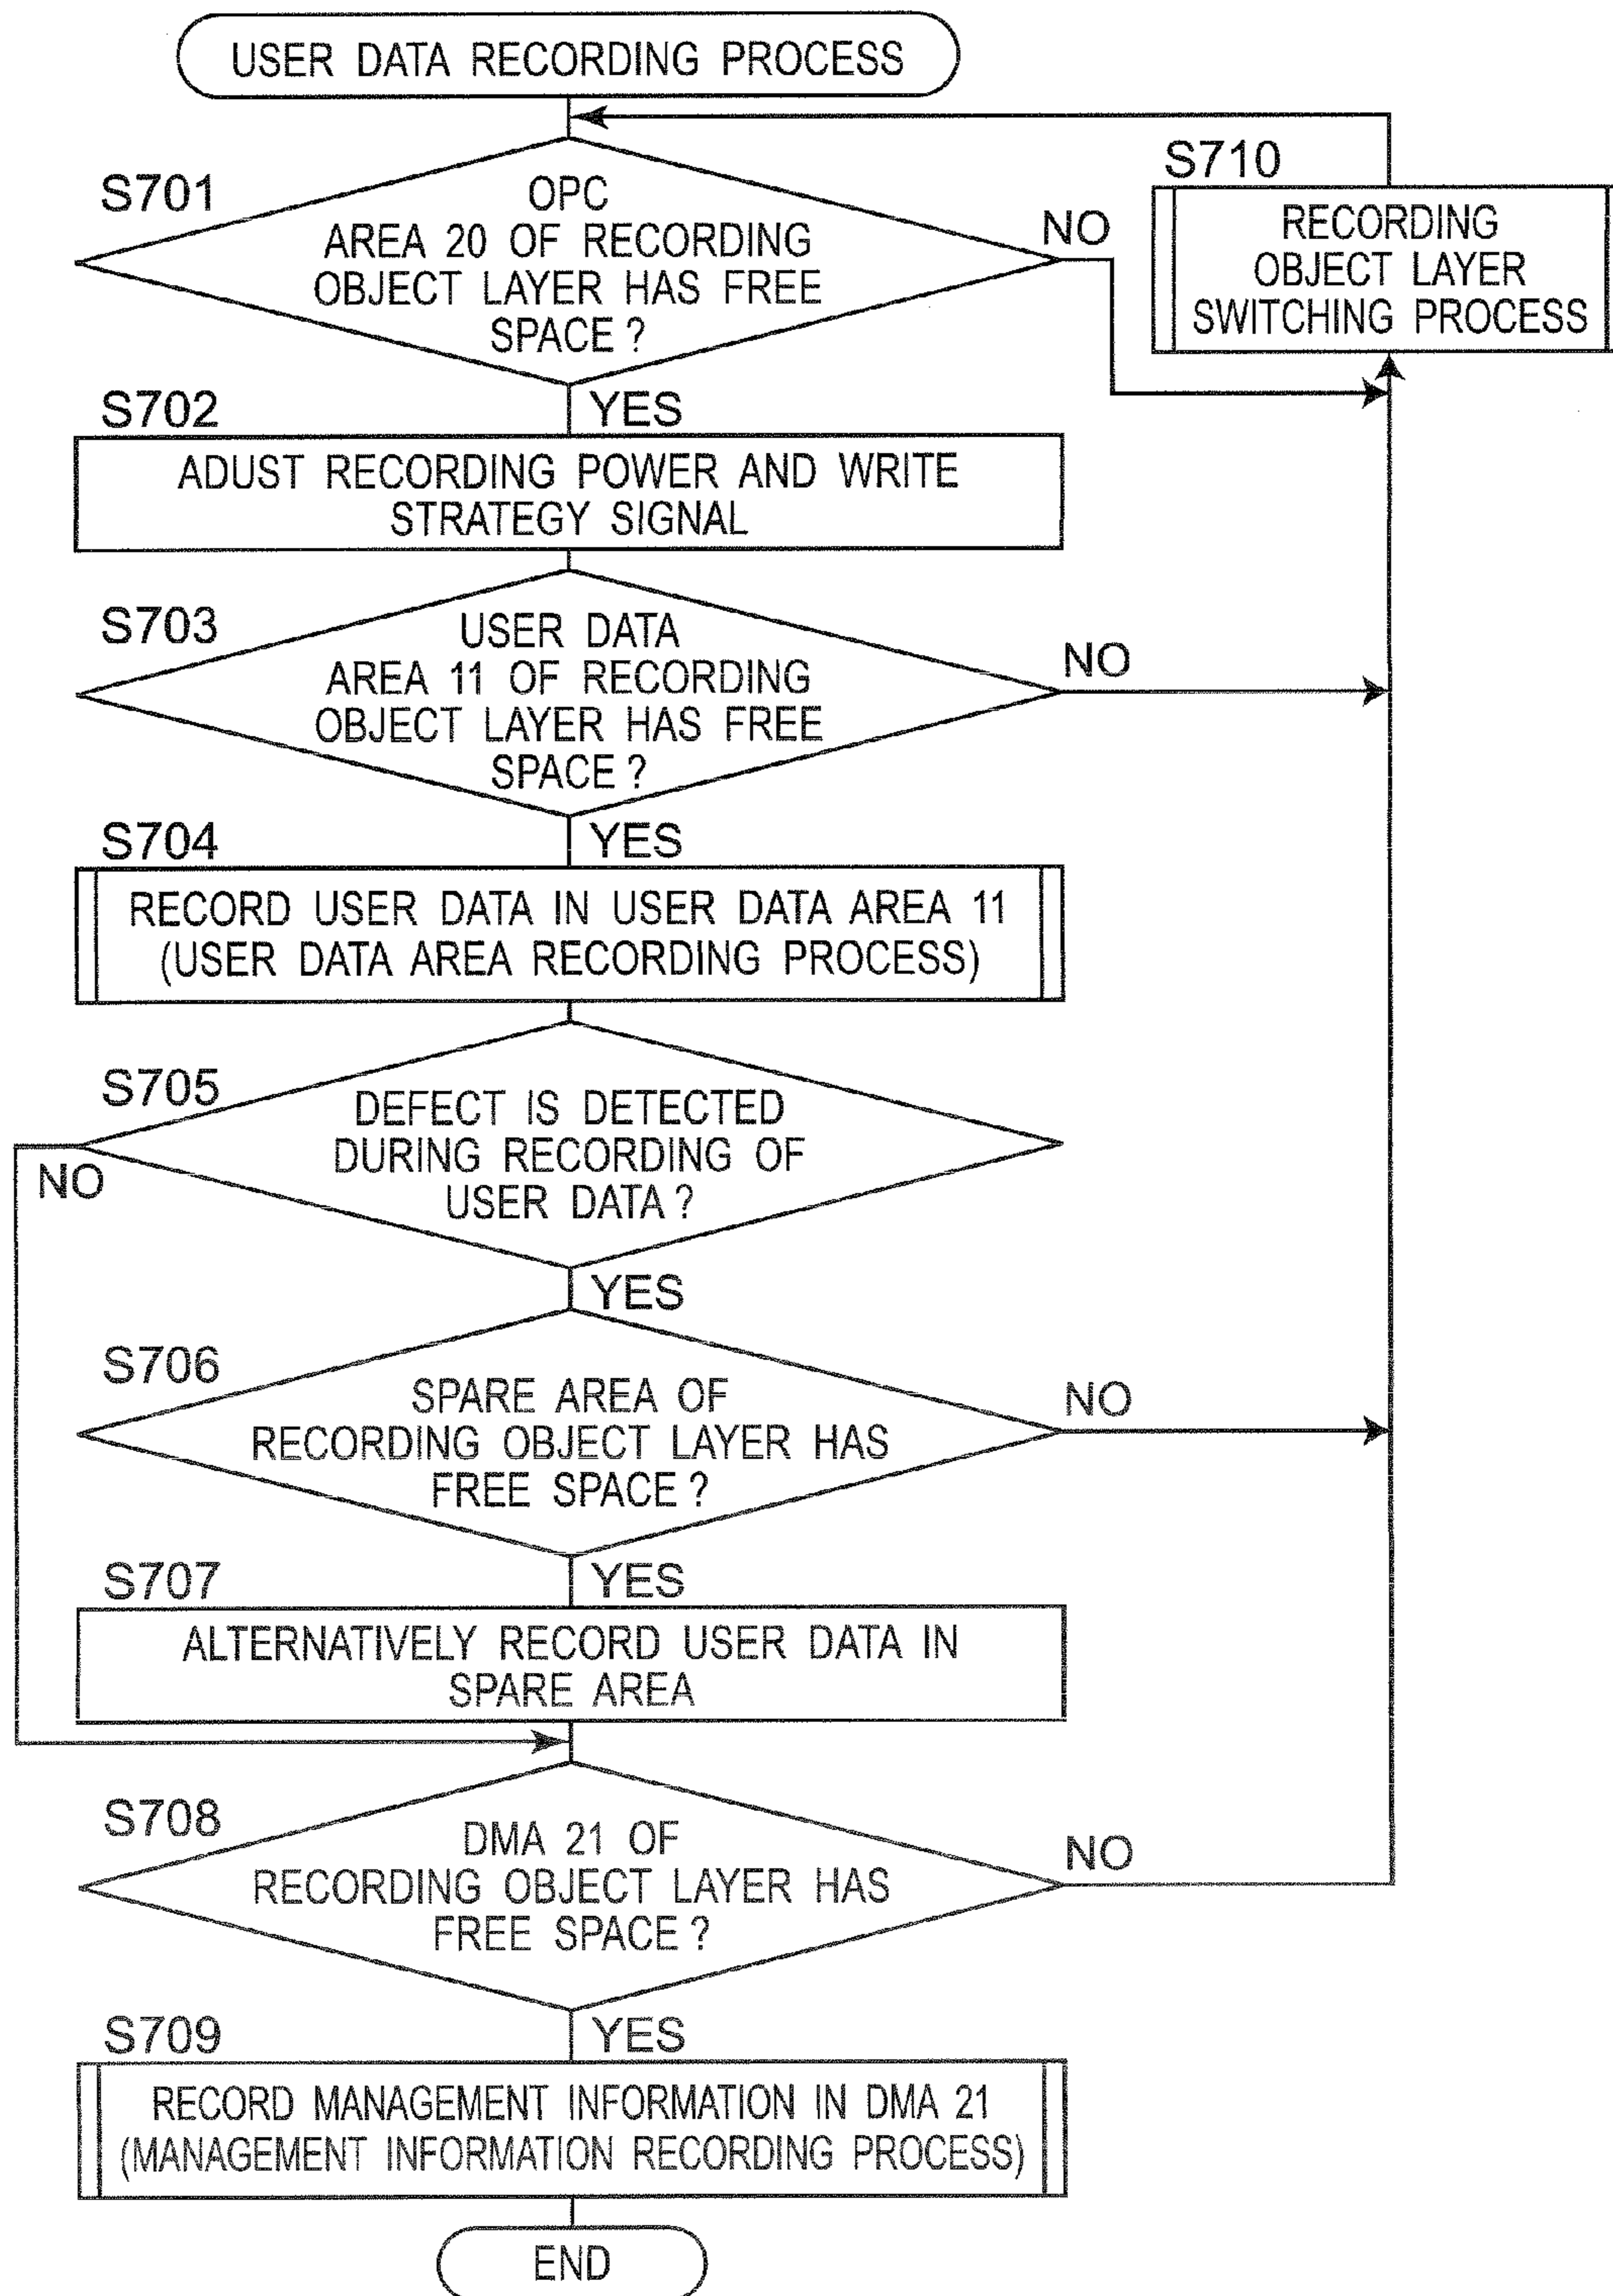 USER DATA RECORDING PROCESS
S701
OPC
AREA 20 OF RECORDING
OBJECT LAYER HAS FREE
SPACE ?
NO
S710
RECORDING
OBJECT LAYER
SWITCHING PROCESS
YES
S702
ADUST RECORDING POWER AND WRITE
STRATEGY SIGNAL
S703
USER DATA
AREA 11 OF RECORDING
OBJECT LAYER HAS FREE
SPACE ?
NO
YES
S704
RECORD USER DATA IN USER DATA AREA 11
(USER DATA AREA RECORDING PROCESS)
S705
DEFECT IS DETECTED
DURING RECORDING OF
USER DATA ?
NO
YES
S706
SPARE AREA OF
RECORDING OBJECT LAYER HAS
FREE SPACE ?
NO
YES
S707
ALTERNATIVELY RECORD USER DATA IN
SPARE AREA
S708
DMA 21 OF
RECORDING OBJECT LAYER HAS
FREE SPACE ?
NO
YES
S709
RECORD MANAGEMENT INFORMATION IN DMA 21
(MANAGEMENT INFORMATION RECORDING PROCESS)
END